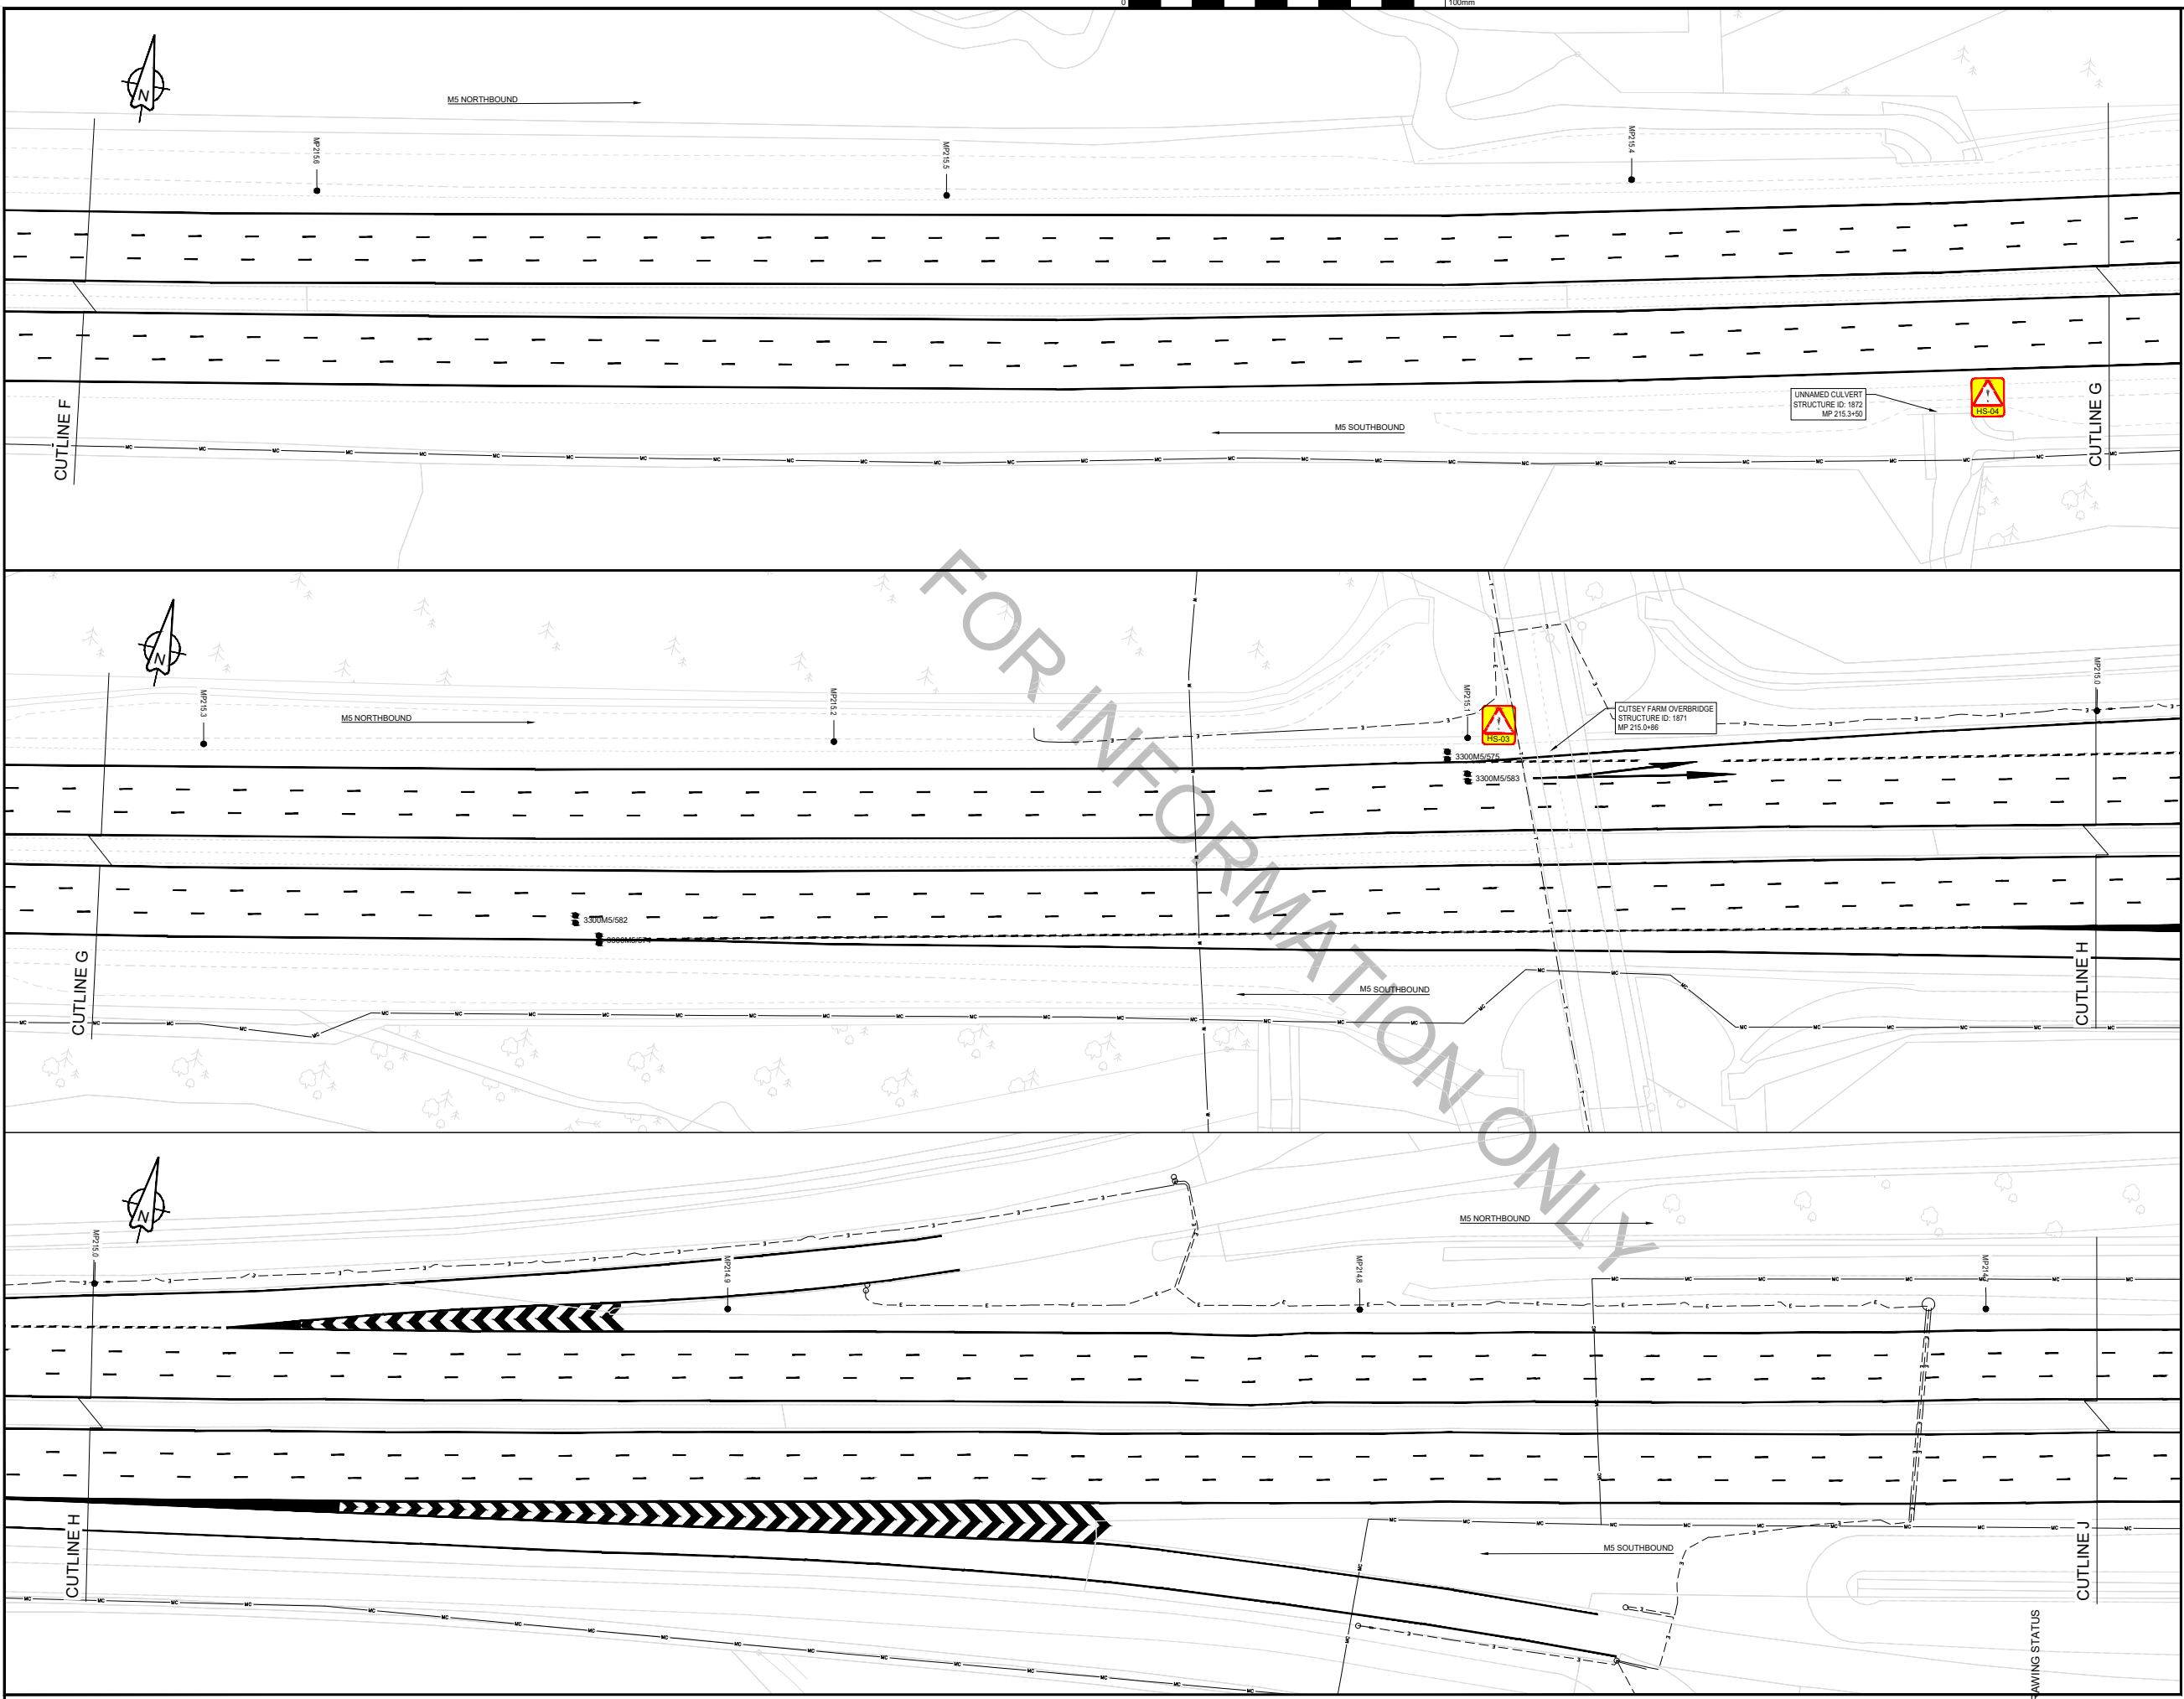 0
100mm
N
M5 NORTHBOUND
MP215.6
MP215.5
MP215.4
UNNAMED CULVERT
STRUCTURE ID: 1872
MP 215.3+50
HS-04
M5 SOUTHBOUND
CUTLINE F
CUTLINE G
FOR INFORMATION ONLY
N
M5 NORTHBOUND
MP215.3
MP215.2
MP215.1
MP215.0
HS-03
CUTSEY FARM OVERBRIDGE
STRUCTURE ID: 1871
MP 215.0+86
3300M5/575
3300M5/583
3300M5/582
M5 SOUTHBOUND
CUTLINE G
CUTLINE H
N
M5 NORTHBOUND
MP215.0
MP214.9
MP214.8
M5 SOUTHBOUND
CUTLINE H
CUTLINE J
AWING STATUS